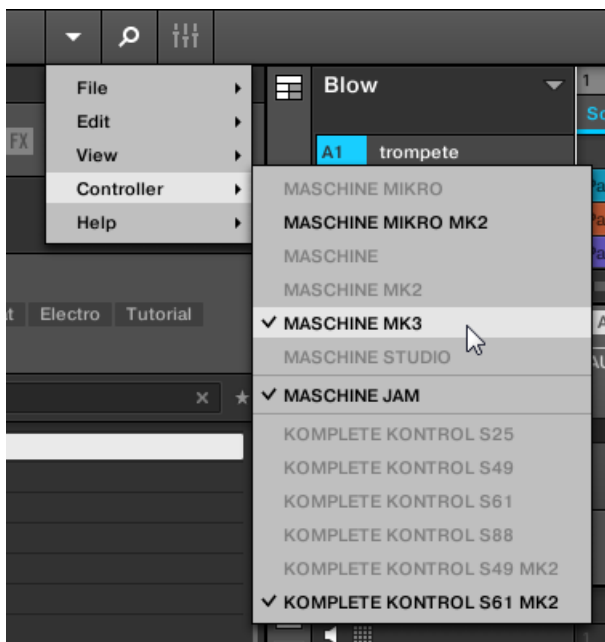 File
Edit
View
Controller
Help
FX
Blow
1
A1 trompete
MASCHINE MIKRO
MASCHINE MIKRO MK2
MASCHINE
MASCHINE MK2
MASCHINE MK3
MASCHINE STUDIO
MASCHINE JAM
KOMPLETE KONTROL S25
KOMPLETE KONTROL S49
KOMPLETE KONTROL S61
KOMPLETE KONTROL S88
KOMPLETE KONTROL S49 MK2
KOMPLETE KONTROL S61 MK2
Electro Tutorial